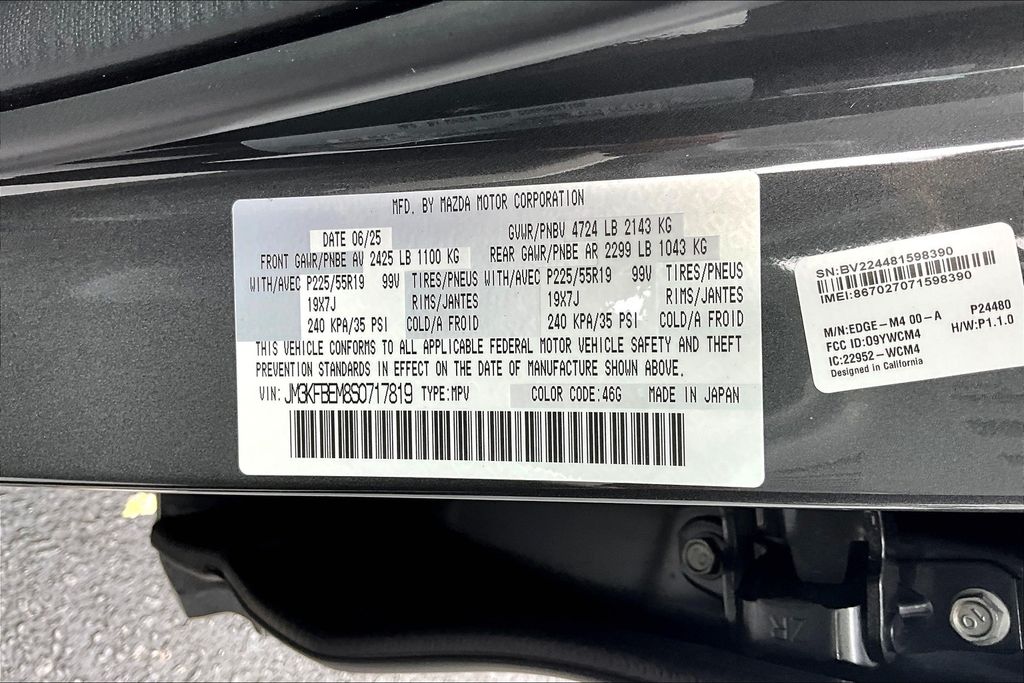 MFD. BY MAZDA MOTOR CORPORATION
DATE 06/25 GVWR/PNBV 4724 LB 2143 KG
FRONT GAWR/PNBE AV 2425 LB 1100 KG REAR GAWR/PNBE AR 2299 LB 1043 KG
WITH/AVEC P225/55R19 99V TIRES/PNEUS WITH/AVEC P225/55R19 99V TIRES/PNEUS
19X7J RIMS/JANTES 19X7J RIMS/JANTES
240 KPA/35 PSI COLD/A FROID 240 KPA/35 PSI COLD/A FROID
THIS VEHICLE CONFORMS TO ALL APPLICABLE FEDERAL MOTOR VEHICLE SAFETY AND THEFT
PREVENTION STANDARDS IN EFFECT ON THE DATE OF MANUFACTURE SHOWN ABOVE.
VIN: JM3KFBEM8S0717819 TYPE:MPV COLOR CODE:46G MADE IN JAPAN
SN:BV224481598390
IMEI:867027071598390
P24480
M/N:EDGE-M4 00-A H/W:P1.1.0
FCC ID:O9YWCM4
IC:22952-WCM4
Designed in California
ZR
16